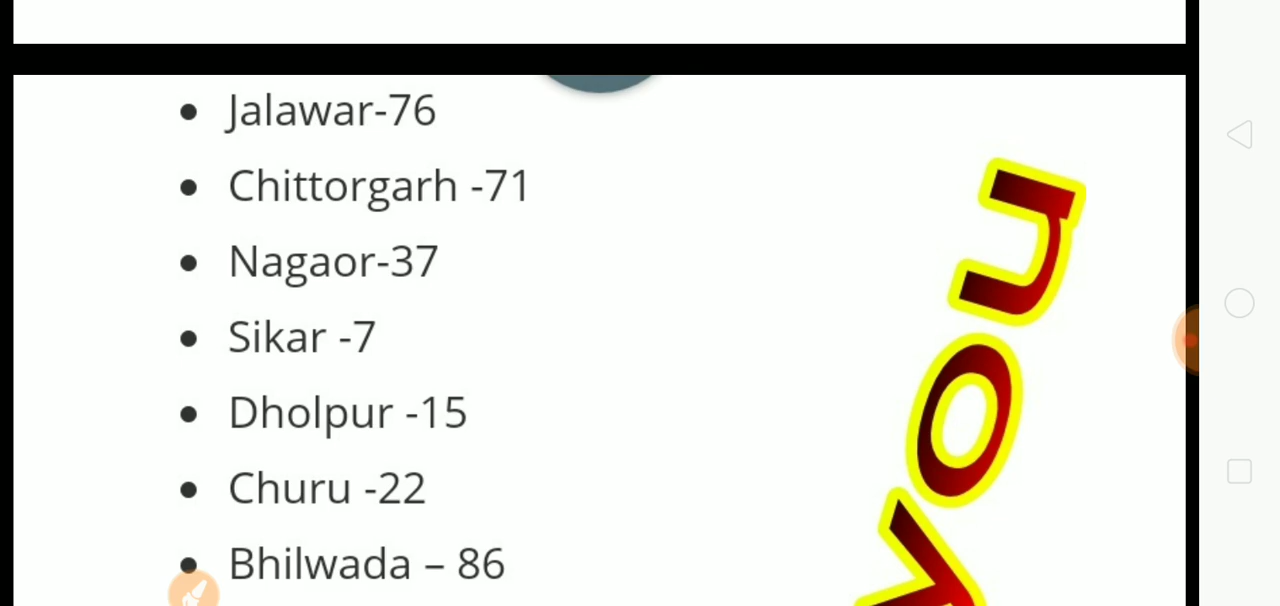 Jalawar-76
Chittorgarh -71
Nagaor-37
Sikar -7
Dholpur -15
Churu -22
Bhilwada – 86
you